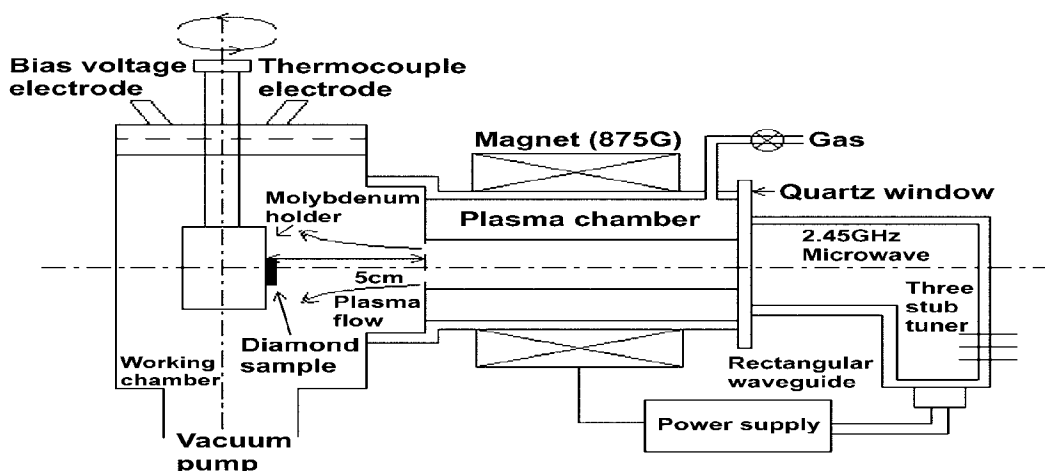 Bias voltage
electrode
Thermocouple
electrode
Magnet (875G)
Gas
Quartz window
Molybdenum
holder
Plasma chamber
2.45GHz
Microwave
5cm
Plasma
flow
Three
stub
tuner
Diamond
sample
Working
chamber
Rectangular
waveguide
Power supply
Vacuum
pump